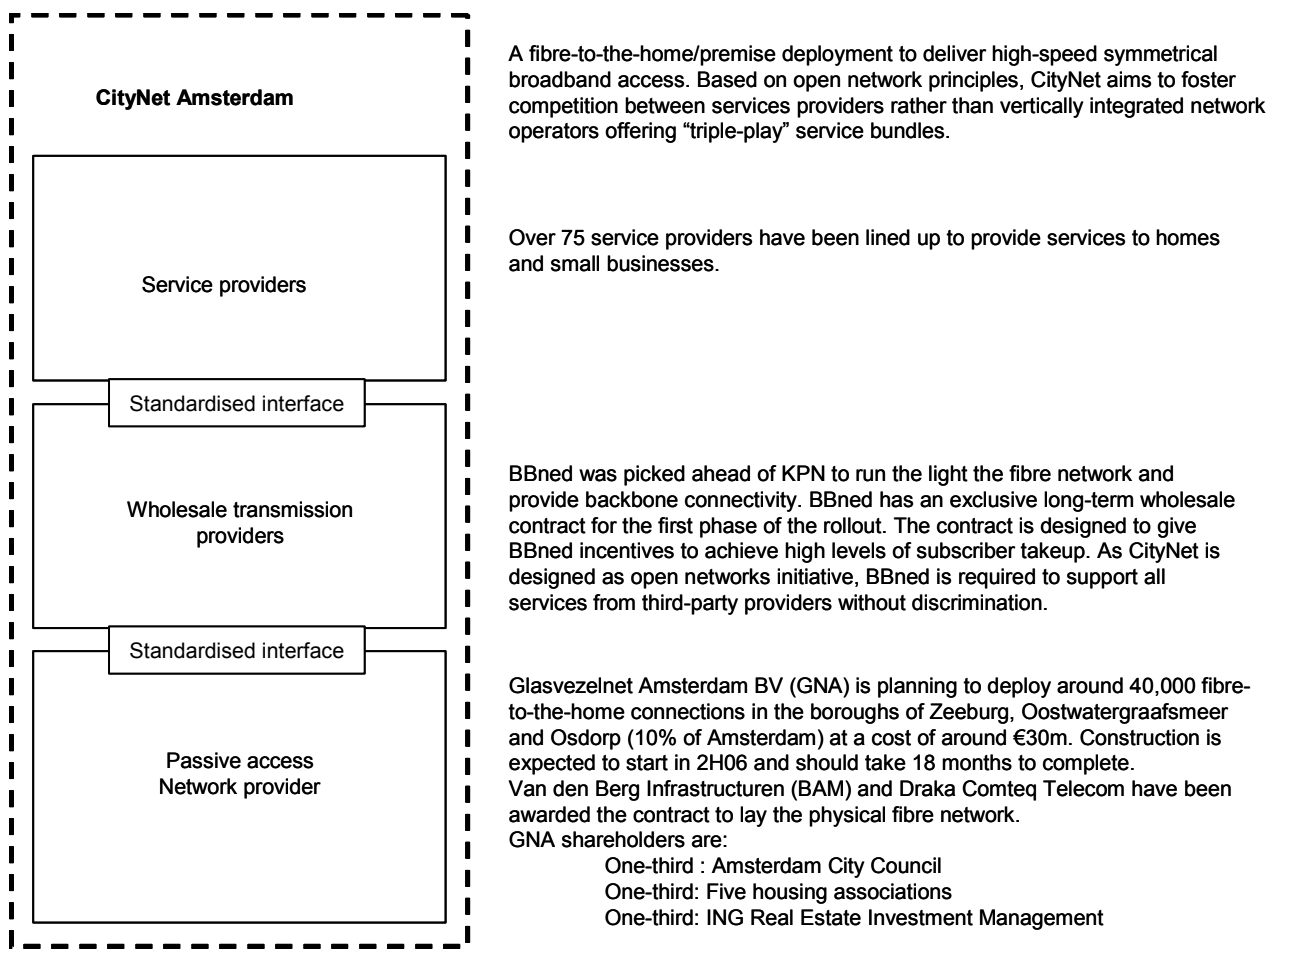 CityNet Amsterdam
A fibre-to-the-home/premise deployment to deliver high-speed symmetrical
broadband access. Based on open network principles, CityNet aims to foster
competition between services providers rather than vertically integrated network
operators offering “triple-play” service bundles.
Service providers
Over 75 service providers have been lined up to provide services to homes
and small businesses.
Standardised interface
Wholesale transmission
providers
BBned was picked ahead of KPN to run the light the fibre network and
provide backbone connectivity. BBned has an exclusive long-term wholesale
contract for the first phase of the rollout. The contract is designed to give
BBned incentives to achieve high levels of subscriber takeup. As CityNet is
designed as open networks initiative, BBned is required to support all
services from third-party providers without discrimination.
Standardised interface
Passive access
Network provider
Glasvezelnet Amsterdam BV (GNA) is planning to deploy around 40,000 fibre-
to-the-home connections in the boroughs of Zeeburg, Oostwatergraafsmeer
and Osdorp (10% of Amsterdam) at a cost of around €30m. Construction is
expected to start in 2H06 and should take 18 months to complete.
Van den Berg Infrastructuren (BAM) and Draka Comteq Telecom have been
awarded the contract to lay the physical fibre network.
GNA shareholders are:
One-third : Amsterdam City Council
One-third: Five housing associations
One-third: ING Real Estate Investment Management